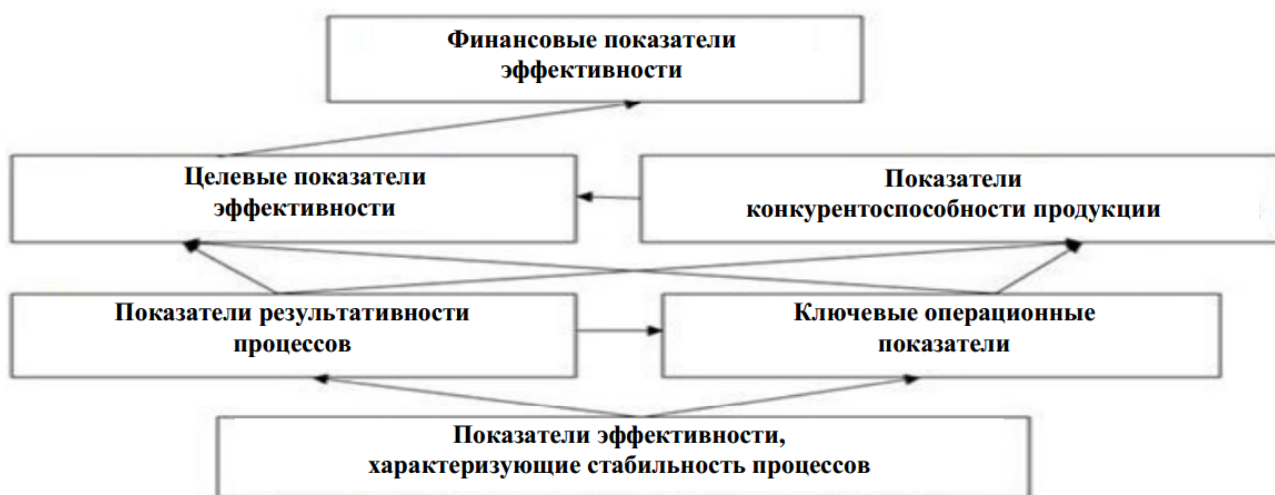 Финансовые показатели
эффективности
Целевые показатели
эффективности
Показатели
конкурентоспособности продукции
Показатели результативности
процессов
Ключевые операционные
показатели
Показатели эффективности,
характеризующие стабильность процессов